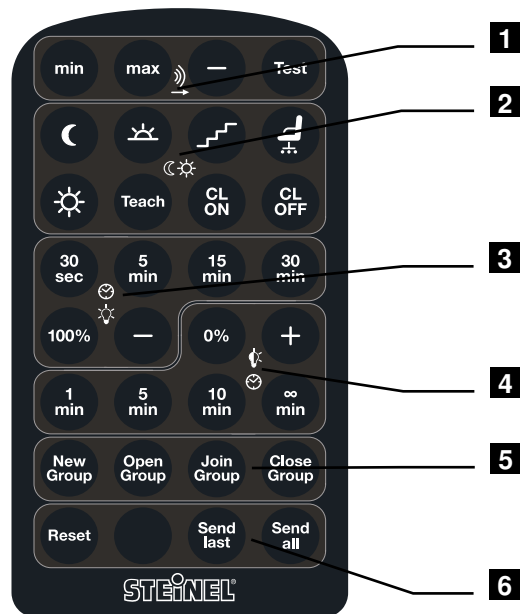 min max – Test
1
2
Teach CL ON CL OFF
30 sec 5 min 15 min 30 min
3
100% – 0% +
4
1 min 5 min 10 min ∞ min
New Group Open Group Join Group Close Group
5
Reset Send last Send all
6
STEINEL®